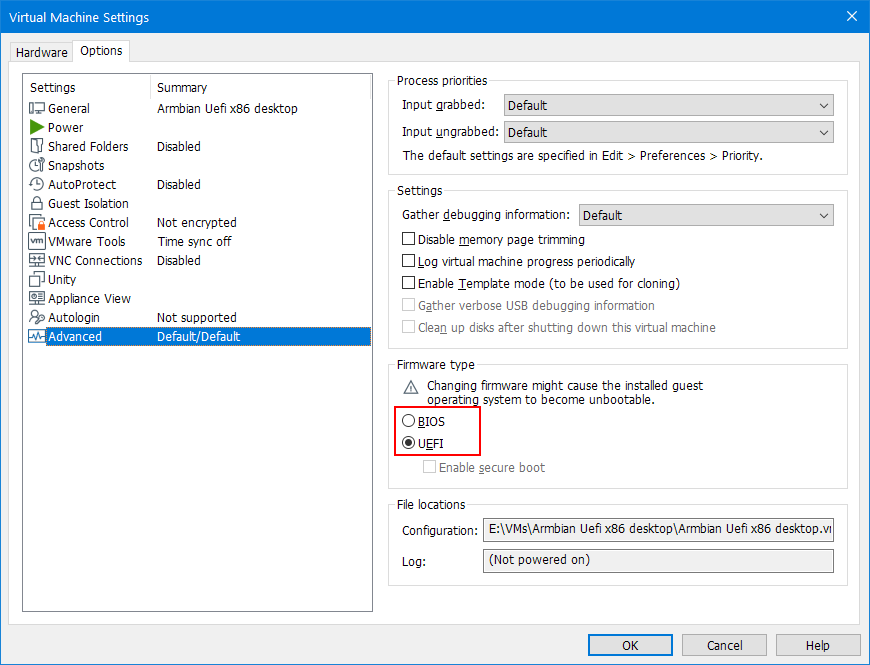 Virtual Machine Settings
Hardware
Options
Settings
Summary
General
Armbian Uefi x86 desktop
Power
Shared Folders
Disabled
Snapshots
AutoProtect
Disabled
Guest Isolation
Access Control
Not encrypted
vm
VMware Tools
Time sync off
VNC Connections
Disabled
Unity
Appliance View
Autologin
Not supported
Advanced
Default/Default
Process priorities
Input grabbed:
Default
Input ungrabbed:
Default
The default settings are specified in Edit > Preferences > Priority.
Settings
Gather debugging information:
Default
Disable memory page trimming
Log virtual machine progress periodically
Enable Template mode (to be used for cloning)
Gather verbose USB debugging information
Clean up disks after shutting down this virtual machine
Firmware type
Changing firmware might cause the installed guest
operating system to become unbootable.
BIOS
UEFI
Enable secure boot
File locations
Configuration:
E:\VMs\Armbian Uefi x86 desktop\Armbian Uefi x86 desktop.vm
Log:
(Not powered on)
OK
Cancel
Help